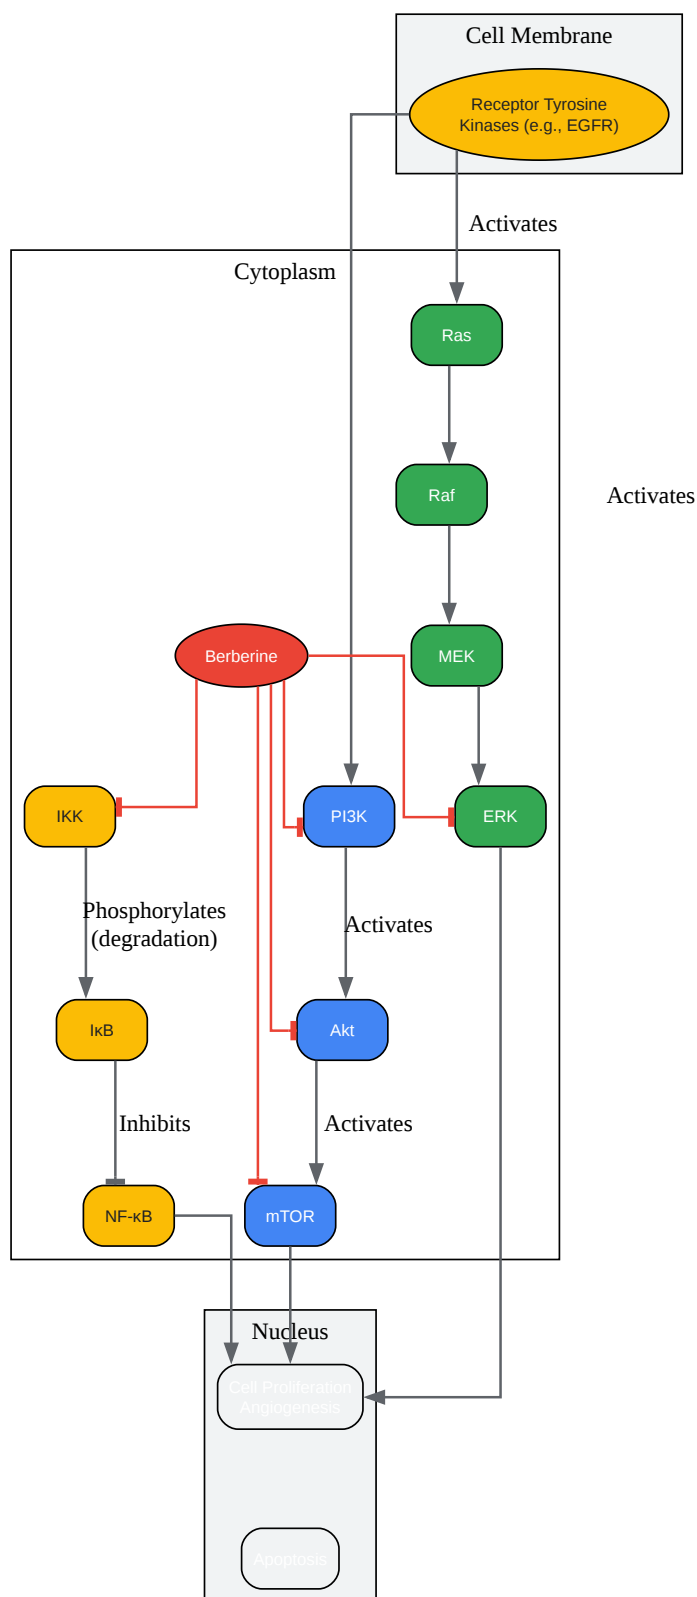 Cell Membrane
Receptor Tyrosine
Kinases (e.g., EGFR)
Activates
Cytoplasm
Ras
Raf
Activates
Berberine
MEK
IKK
PI3K
ERK
Phosphorylates
(degradation)
Activates
IκB
Akt
Inhibits
Activates
NF-κB
mTOR
Nucleus
Cell Proliferation
Angiogenesis
Apoptosis